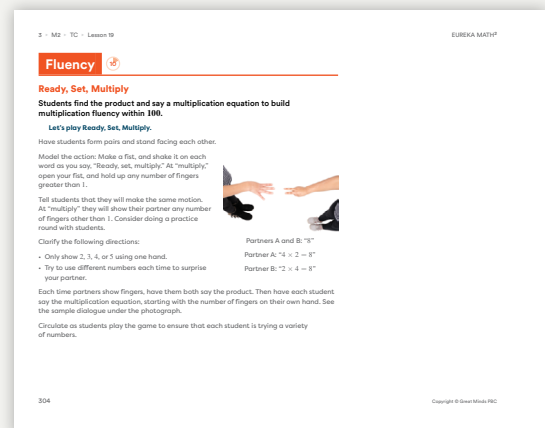 3 · M2 · TC · Lesson 19
EUREKA MATH²
Fluency
10
Ready, Set, Multiply
Students find the product and say a multiplication equation to build
multiplication fluency within 100.
Let's play Ready, Set, Multiply.
Have students form pairs and stand facing each other.
Model the action: Make a fist, and shake it on each
word as you say, “Ready, set, multiply.” At “multiply,”
open your fist, and hold up any number of fingers
greater than 1.
Tell students that they will make the same motion.
At “multiply” they will show their partner any number
of fingers other than 1. Consider doing a practice
round with students.
Clarify the following directions:
• Only show 2, 3, 4, or 5 using one hand.
• Try to use different numbers each time to surprise
your partner.
Partners A and B: “8”
Partner A: “4 × 2 = 8”
Partner B: “2 × 4 = 8”
Each time partners show fingers, have them both say the product. Then have each student
say the multiplication equation, starting with the number of fingers on their own hand. See
the sample dialogue under the photograph.
Circulate as students play the game to ensure that each student is trying a variety
of numbers.
304
Copyright © Great Minds PBC